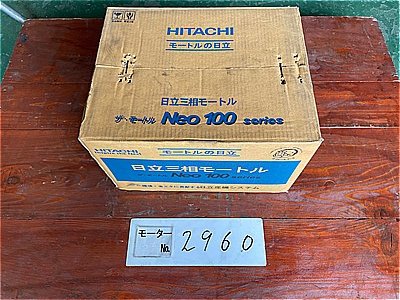 HITACHI
モートルの日立
日立三相モートル
ザ・モートル Neo 100 series
HITACHI
モートルの日立
日立三相モートル
Neo 100 series
モーター
No.
2960